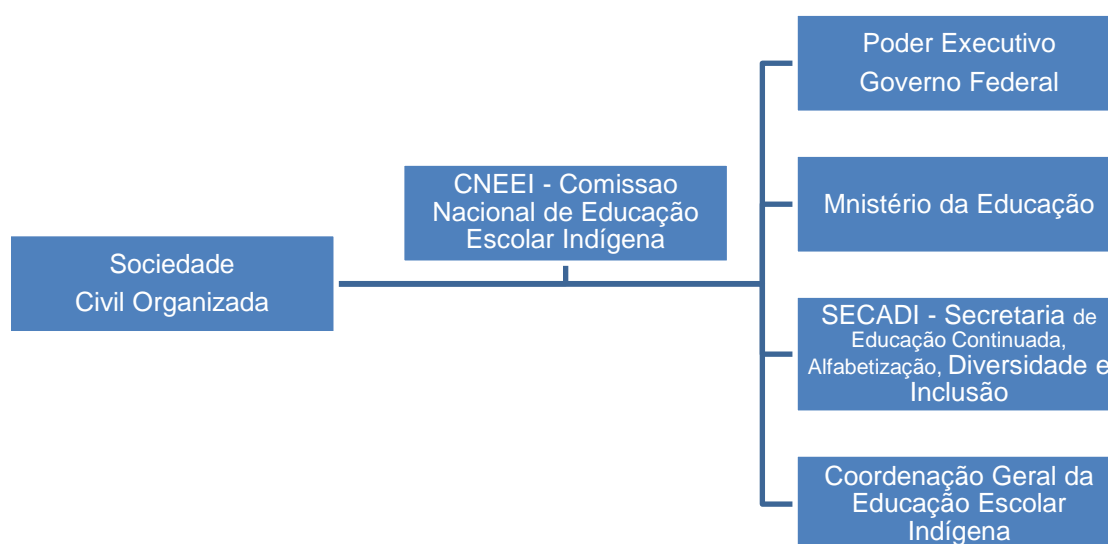 Sociedade
Civil Organizada
CNEEI - Comissao
Nacional de Educação
Escolar Indígena
Poder Executivo
Governo Federal
Mnistério da Educação
SECADI - Secretaria de
Educação Continuada,
Alfabetização, Diversidade e
Inclusão
Coordenação Geral da
Educação Escolar
Indígena